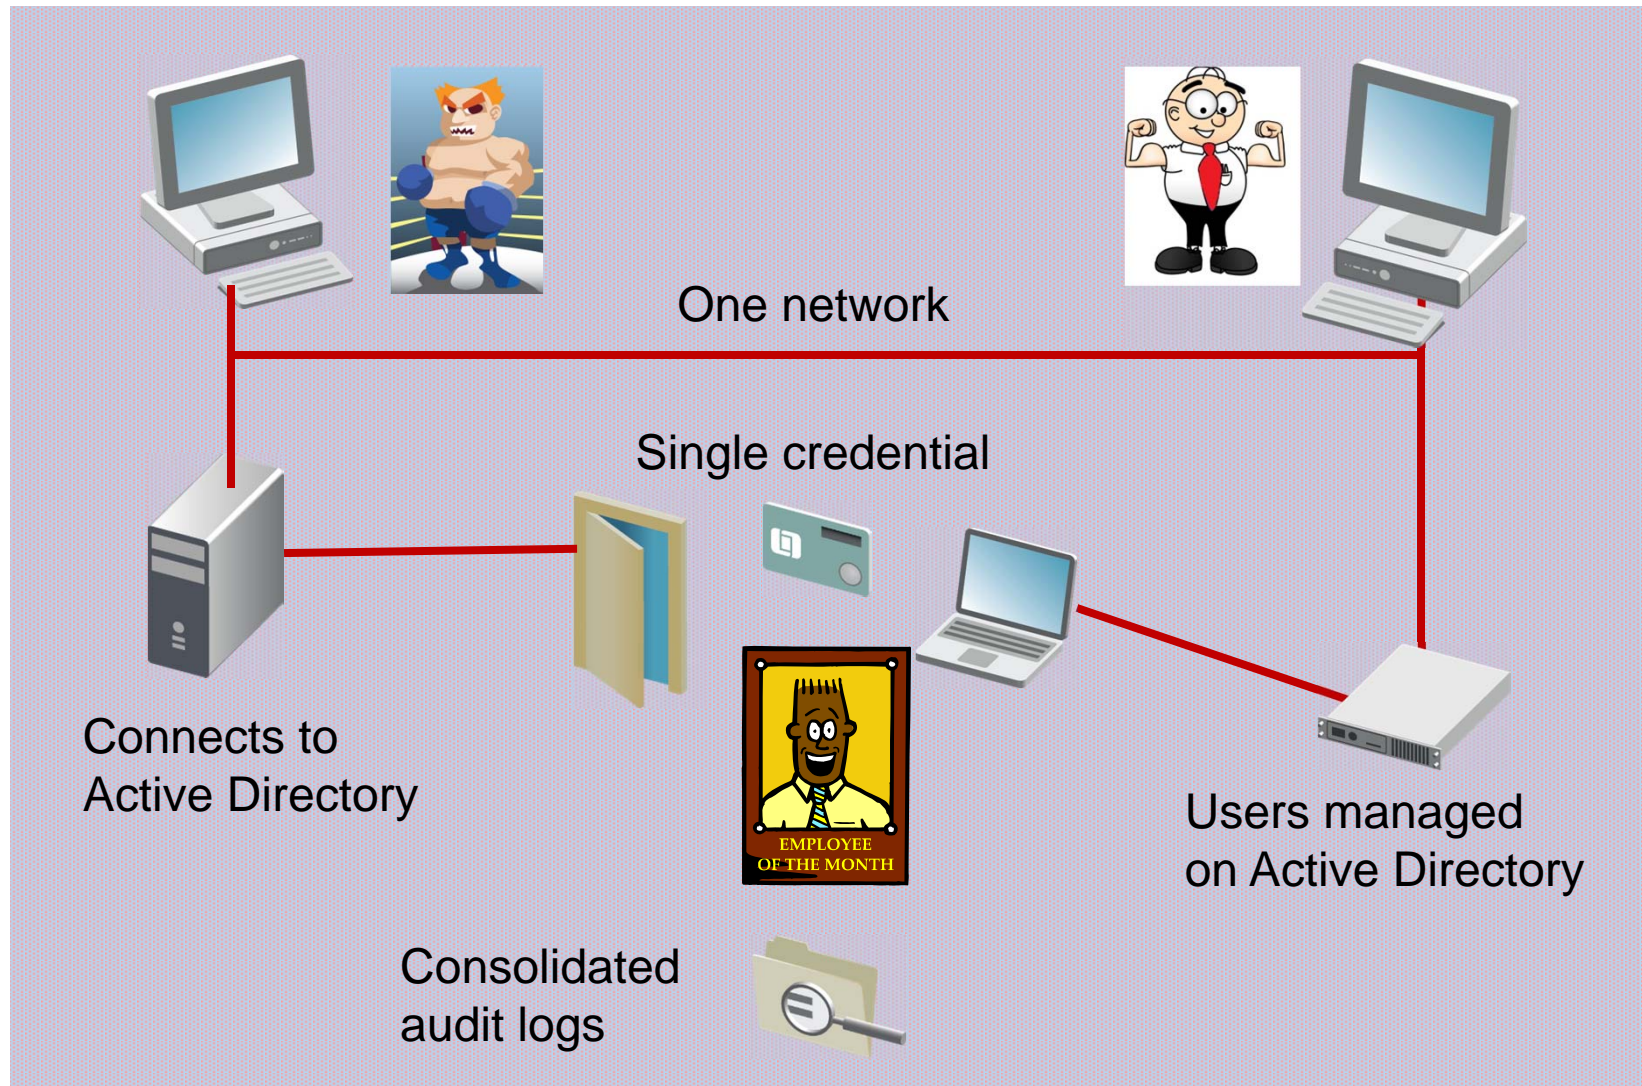 One network
Single credential
Connects to
Active Directory
EMPLOYEE
OF THE MONTH
Users managed
on Active Directory
Consolidated
audit logs